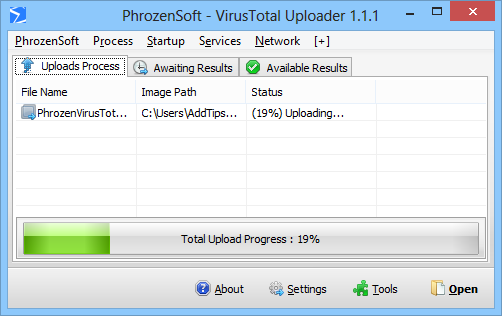 PhrozenSoft - VirusTotal Uploader 1.1.1
PhrozenSoft Process Startup Services Network [+]
Uploads Process Awaiting Results Available Results
File Name Image Path Status
PhrozenVirusTot... C:\Users\AddTips... (19%) Uploading...
Total Upload Progress : 19%
About Settings Tools Open